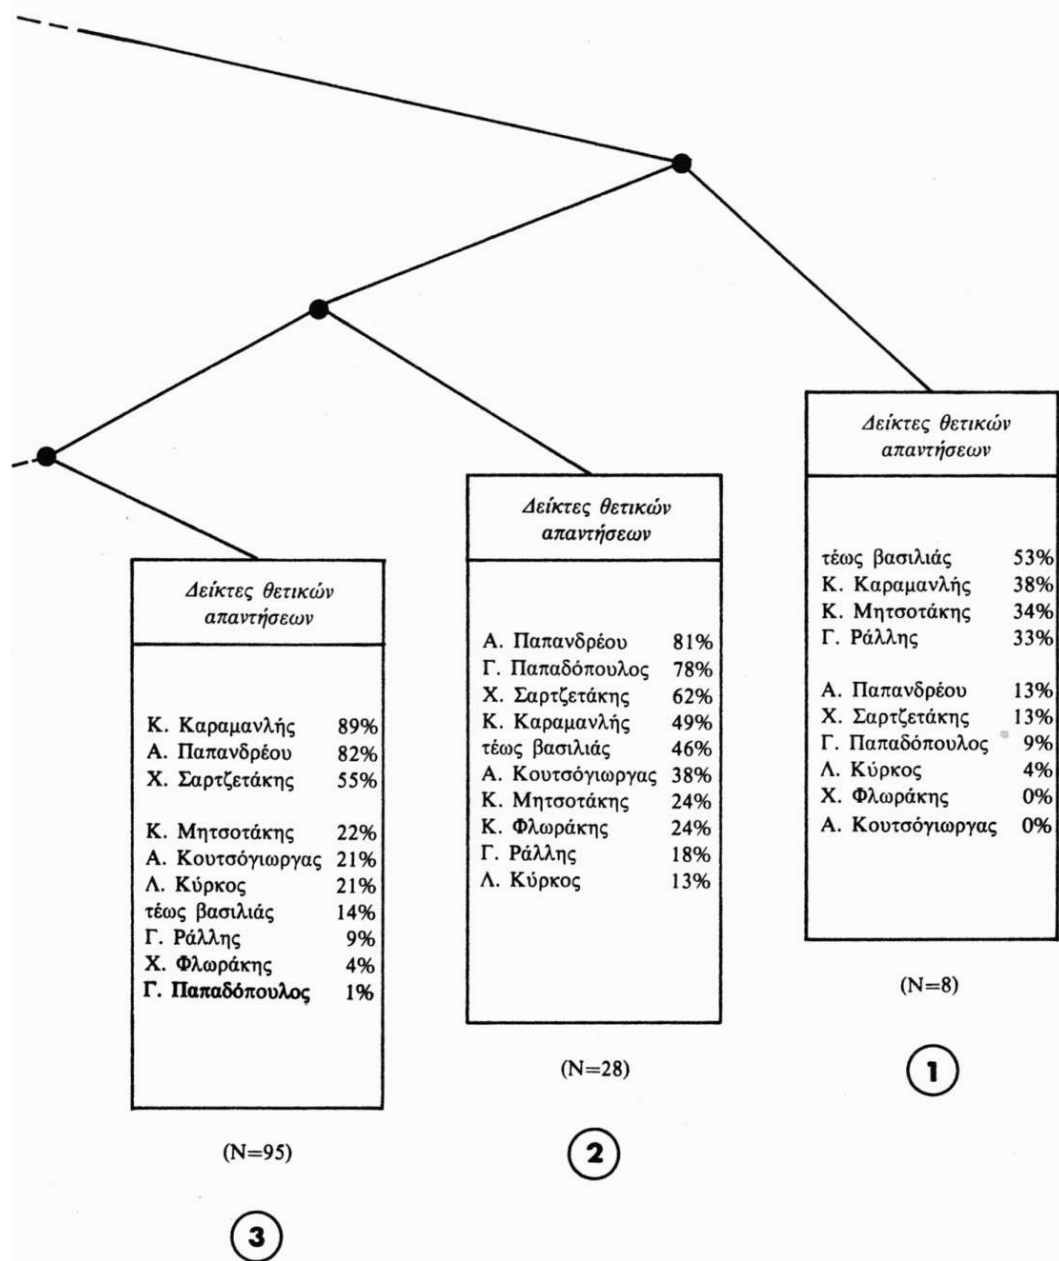 Δείκτες θετικών
απαντήσεων
Κ. Καραμανλής 89%
Α. Παπανδρέου 82%
Χ. Σαρτζετάκης 55%
Κ. Μητσοτάκης 22%
Α. Κουτσόγιωργας 21%
Λ. Κύρκος 21%
τέως βασιλιάς 14%
Γ. Ράλλης 9%
Χ. Φλωράκης 4%
Γ. Παπαδόπουλος 1%
(N=95)
3
Δείκτες θετικών
απαντήσεων
Α. Παπανδρέου 81%
Γ. Παπαδόπουλος 78%
Χ. Σαρτζετάκης 62%
Κ. Καραμανλής 49%
τέως βασιλιάς 46%
Α. Κουτσόγιωργας 38%
Κ. Μητσοτάκης 24%
Κ. Φλωράκης 24%
Γ. Ράλλης 18%
Λ. Κύρκος 13%
(N=28)
2
Δείκτες θετικών
απαντήσεων
τέως βασιλιάς 53%
Κ. Καραμανλής 38%
Κ. Μητσοτάκης 34%
Γ. Ράλλης 33%
Α. Παπανδρέου 13%
Χ. Σαρτζετάκης 13%
Γ. Παπαδόπουλος 9%
Λ. Κύρκος 4%
Χ. Φλωράκης 0%
Α. Κουτσόγιωργας 0%
(N=8)
1